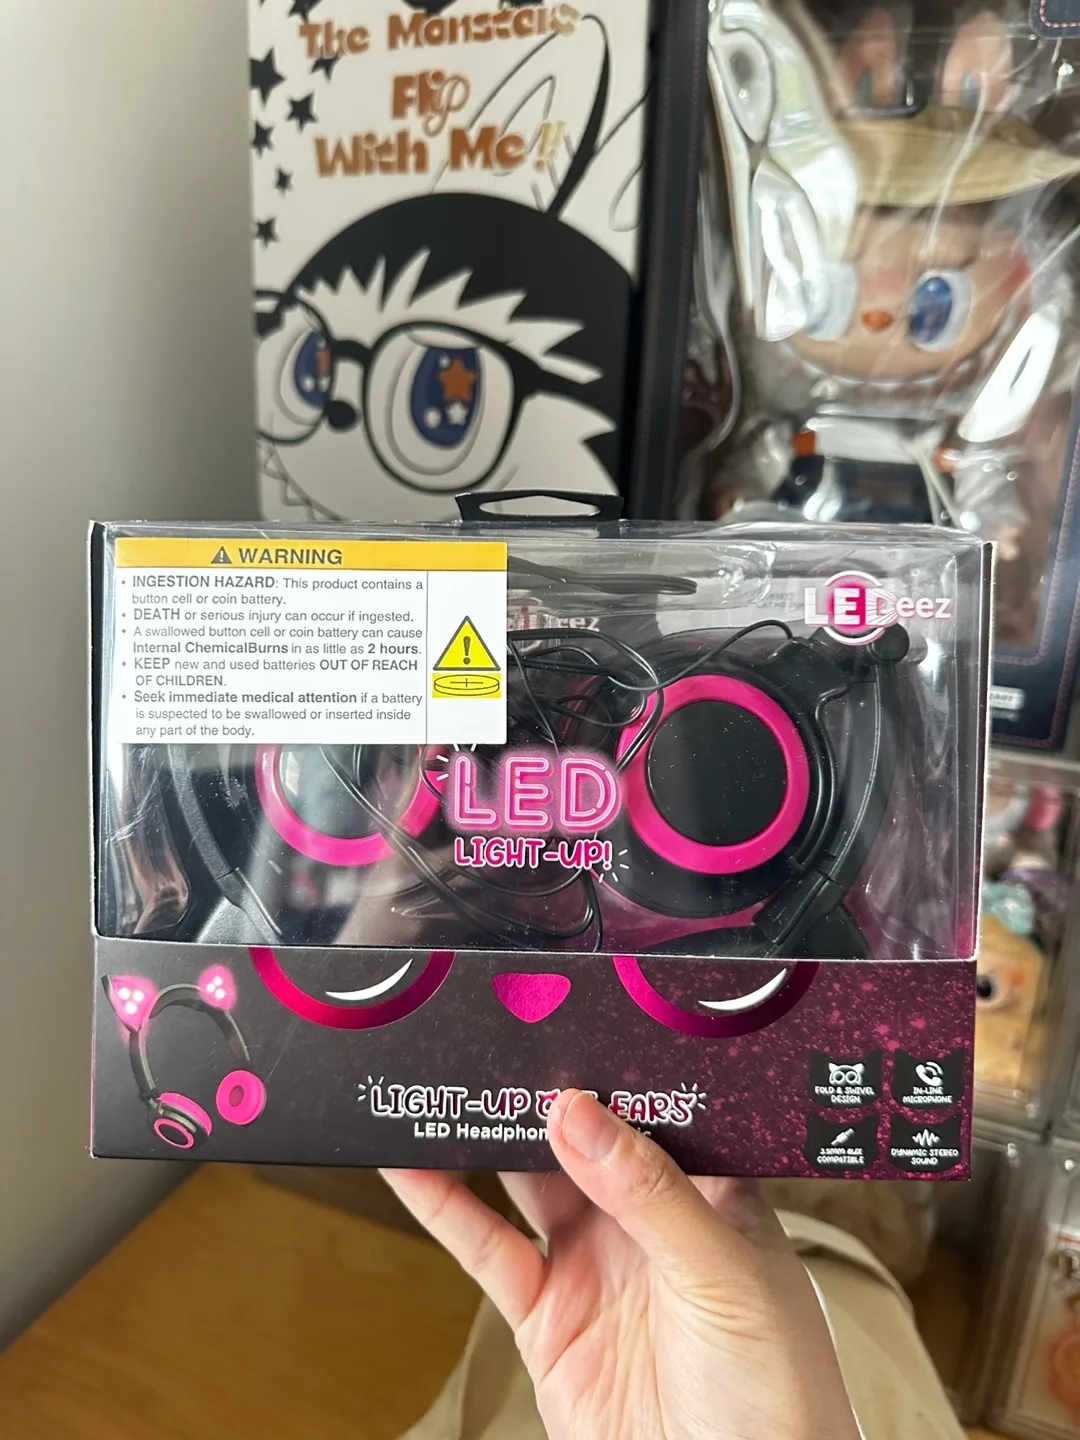 The Monsters
Flip
With Me!!
WARNING
• INGESTION HAZARD: This product contains a
button cell or coin battery.
• DEATH or serious injury can occur if ingested.
• A swallowed button cell or coin battery can cause
Internal ChemicalBurns in as little as 2 hours.
• KEEP new and used batteries OUT OF REACH
OF CHILDREN.
• Seek immediate medical attention if a battery
is suspected to be swallowed or inserted inside
any part of the body.
LEDeez
LED
LIGHT-UP!
LIGHT-UP EARS
LED
FOLD & SWIVEL
DESIGN
IN-LINE
MICROPHONE
3.5MM AUX
COMPATIBLE
DYNAMIC STEREO
SOUND